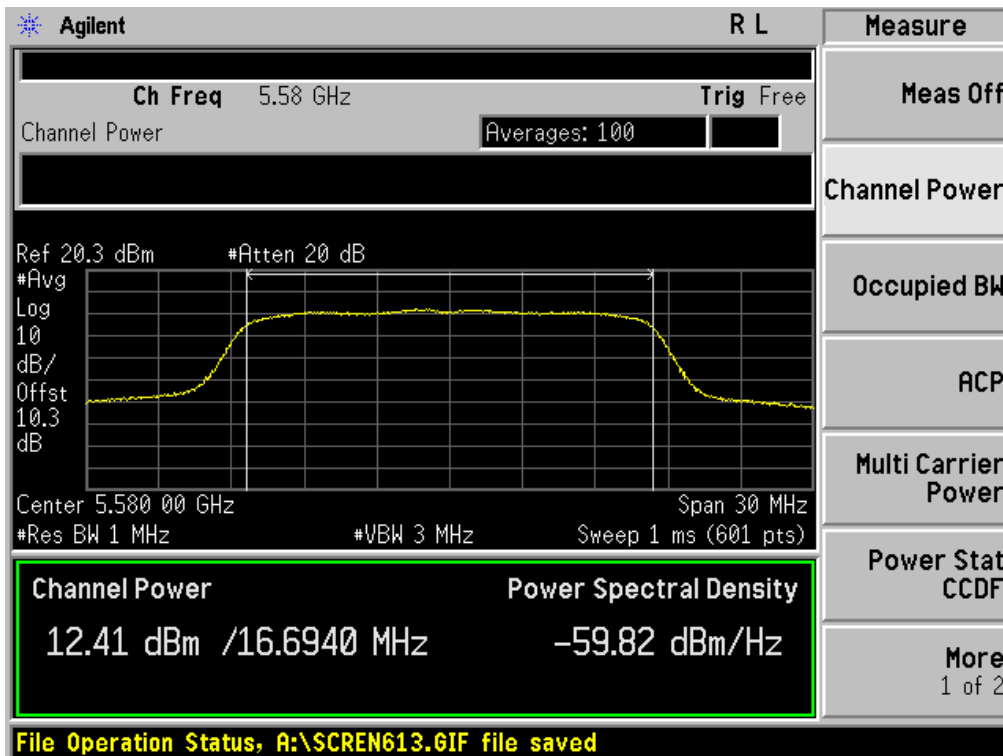 Agilent R L
Ch Freq 5.58 GHz Trig Free
Channel Power Averages: 100
Ref 20.3 dBm #Atten 20 dB
#Avg
Log
10
dB/
Offst
10.3
dB
Center 5.580 00 GHz Span 30 MHz
#Res BW 1 MHz #VBW 3 MHz Sweep 1 ms (601 pts)
Channel Power Power Spectral Density
12.41 dBm /16.6940 MHz -59.82 dBm/Hz
File Operation Status, A:\SCREN613.GIF file saved
Measure
Meas Off
Channel Power
Occupied BW
ACP
Multi Carrier
Power
Power Stat
CCDF
More
1 of 2